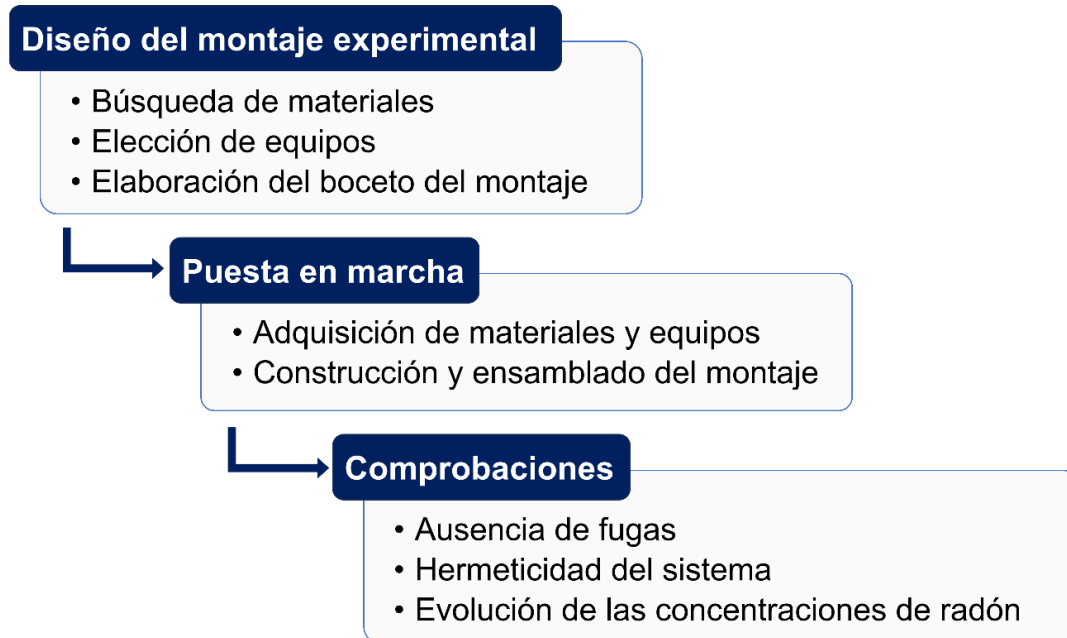 Diseño del montaje experimental
• Búsqueda de materiales
• Elección de equipos
• Elaboración del boceto del montaje
Puesta en marcha
• Adquisición de materiales y equipos
• Construcción y ensamblado del montaje
Comprobaciones
• Ausencia de fugas
• Hermeticidad del sistema
• Evolución de las concentraciones de radón